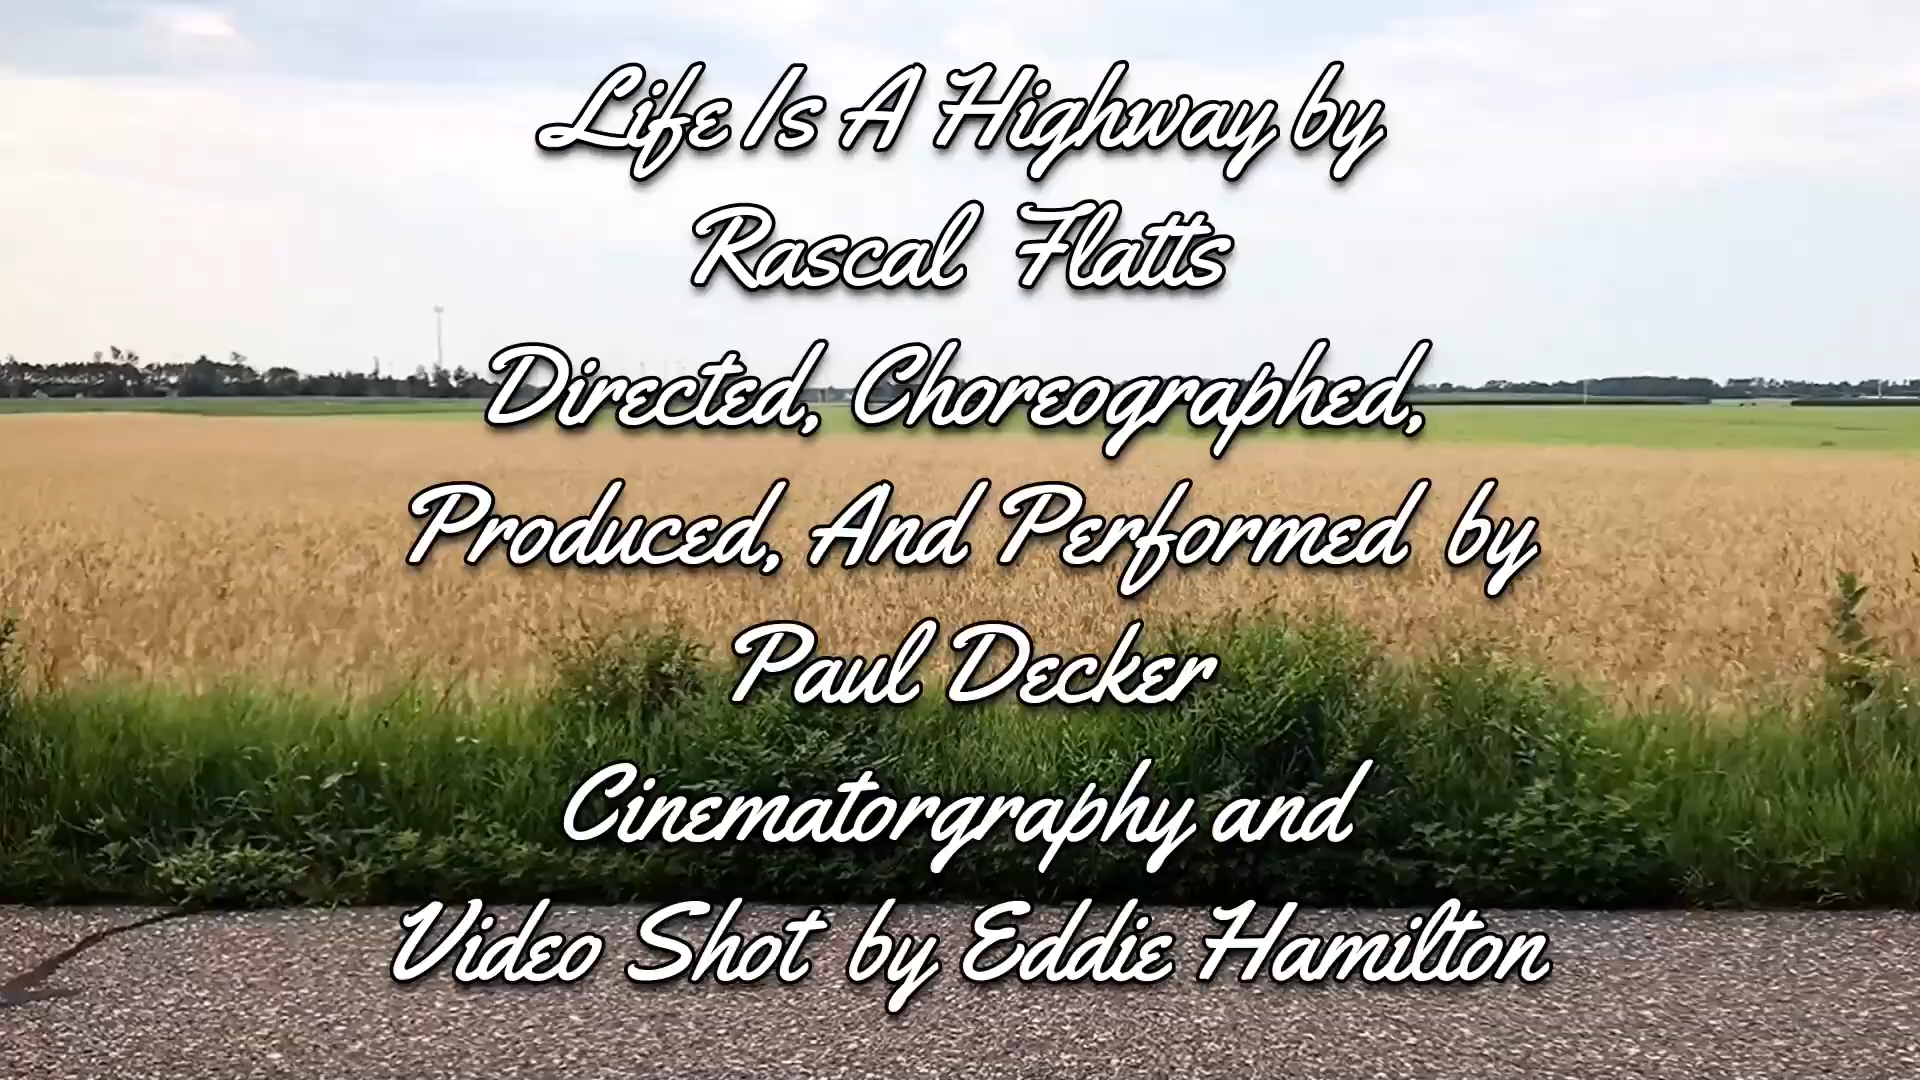 Life Is A Highway by
Rascal Flatts
Directed, Choreographed,
Produced, And Performed by
Paul Decker
Cinematorgraphy and
Video Shot by Eddie Hamilton